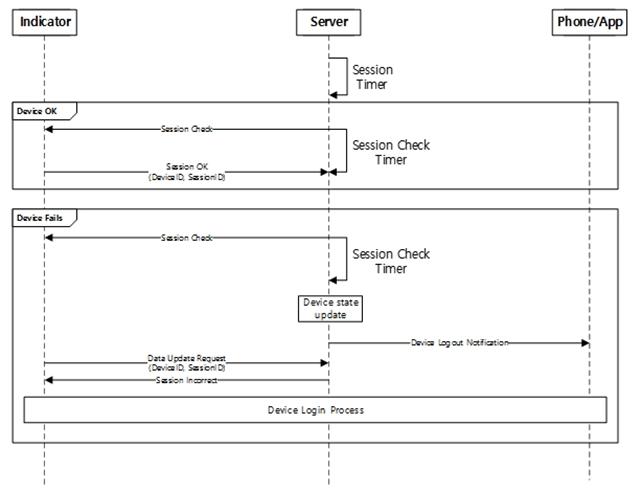 Indicator
Server
Phone/App
Session
Timer
Device OK
Session Check
Session Check
Timer
Session OK
(DeviceID, SessionID)
Device Fails
Session Check
Session Check
Timer
Device state
update
Device Logout Notification
Data Update Request
(DeviceID, SessionID)
Session Incorrect
Device Login Process